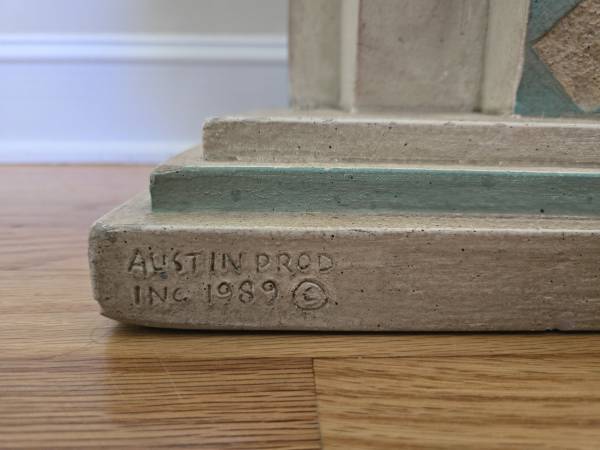 AUSTIN PROD
INC 1989 ©